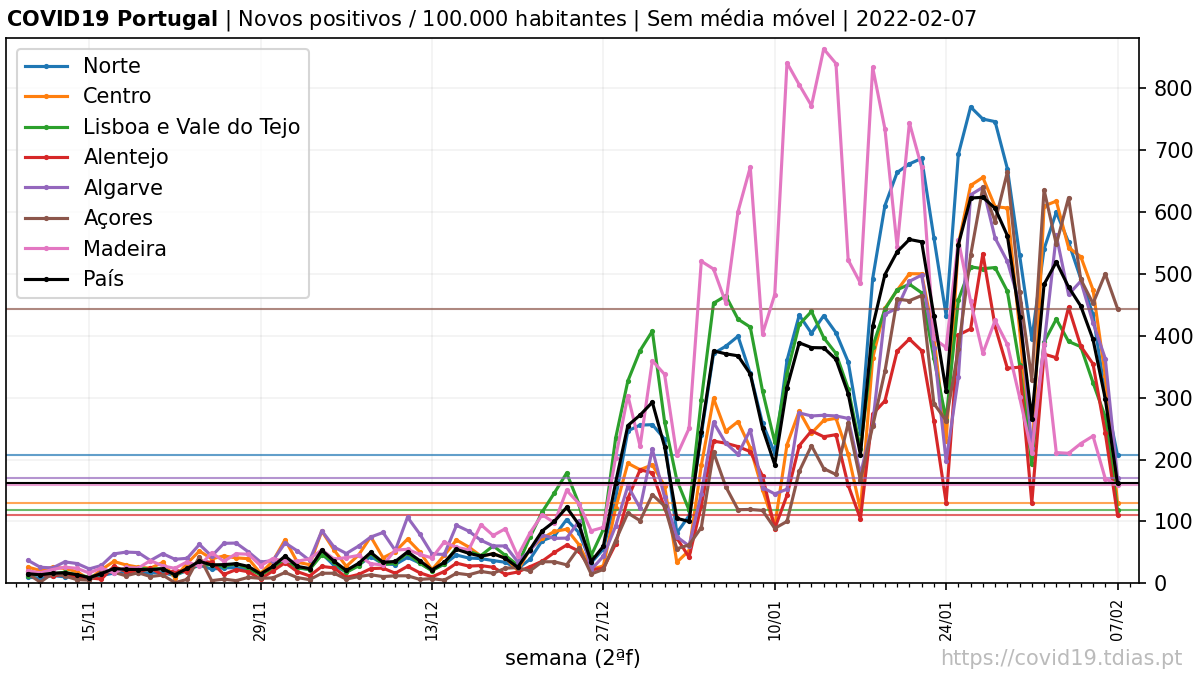 COVID19 Portugal | Novos positivos / 100.000 habitantes | Sem média móvel | 2022-02-07
Norte
Centro
Lisboa e Vale do Tejo
Alentejo
Algarve
Açores
Madeira
País
800
700
600
500
400
300
200
100
0
15/11
29/11
13/12
27/12
10/01
24/01
07/02
semana (2ªf)
https://covid19.tdias.pt